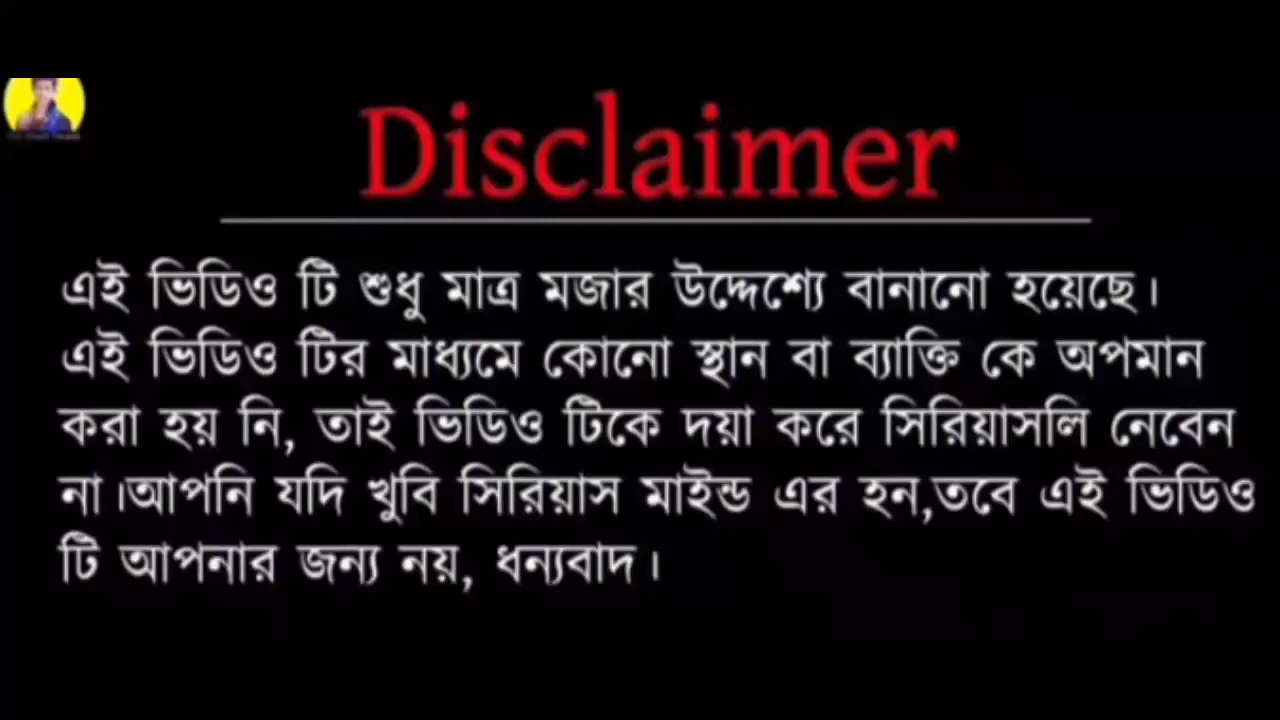 Disclaimer
এই ভিডিও টি শুধু মাত্র মজার উদ্দেশ্যে বানানো হয়েছে।
এই ভিডিও টির মাধ্যমে কোনো স্থান বা ব্যাক্তি কে অপমান
করা হয় নি, তাই ভিডিও টিকে দয়া করে সিরিয়াসলি নেবেন
না।আপনি যদি খুবি সিরিয়াস মাইন্ড এর হন,তবে এই ভিডিও
টি আপনার জন্য নয়, ধন্যবাদ।